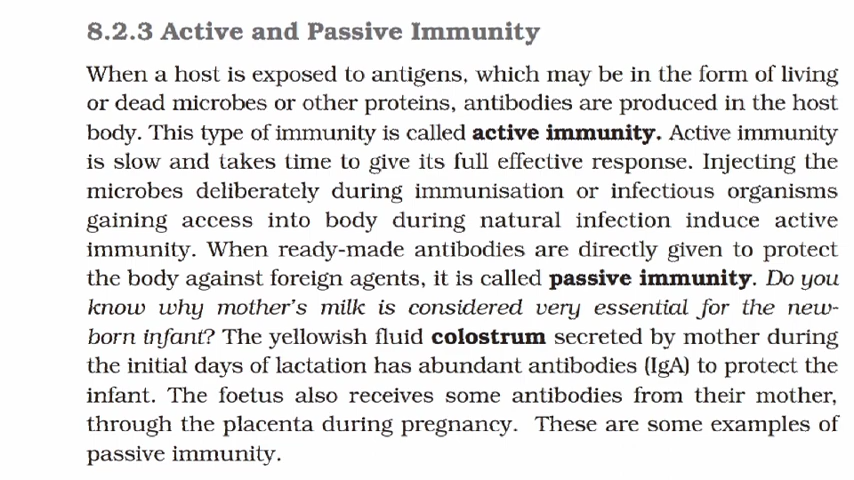 8.2.3 Active and Passive Immunity
When a host is exposed to antigens, which may be in the form of living
or dead microbes or other proteins, antibodies are produced in the host
body. This type of immunity is called active immunity. Active immunity
is slow and takes time to give its full effective response. Injecting the
microbes deliberately during immunisation or infectious organisms
gaining access into body during natural infection induce active
immunity. When ready-made antibodies are directly given to protect
the body against foreign agents, it is called passive immunity. Do you
know why mother's milk is considered very essential for the new-
born infant? The yellowish fluid colostrum secreted by mother during
the initial days of lactation has abundant antibodies (IgA) to protect the
infant. The foetus also receives some antibodies from their mother,
through the placenta during pregnancy. These are some examples of
passive immunity.